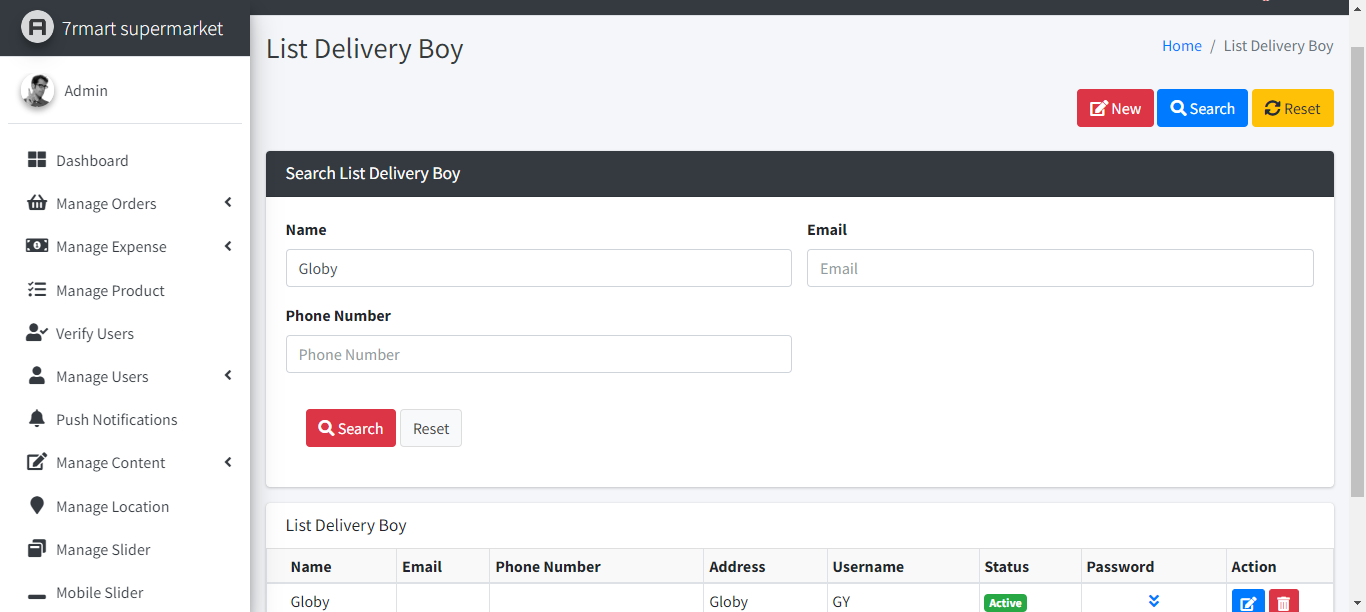 7rmart supermarket
Admin
Dashboard
Manage Orders
Manage Expense
Manage Product
Verify Users
Manage Users
Push Notifications
Manage Content
Manage Location
Manage Slider
Mobile Slider
List Delivery Boy
Home / List Delivery Boy
New Search Reset
Search List Delivery Boy
Name Email
Globy Email
Phone Number
Phone Number
Search Reset
List Delivery Boy
Name Email Phone Number Address Username Status Password Action
Globy Globy GY Active